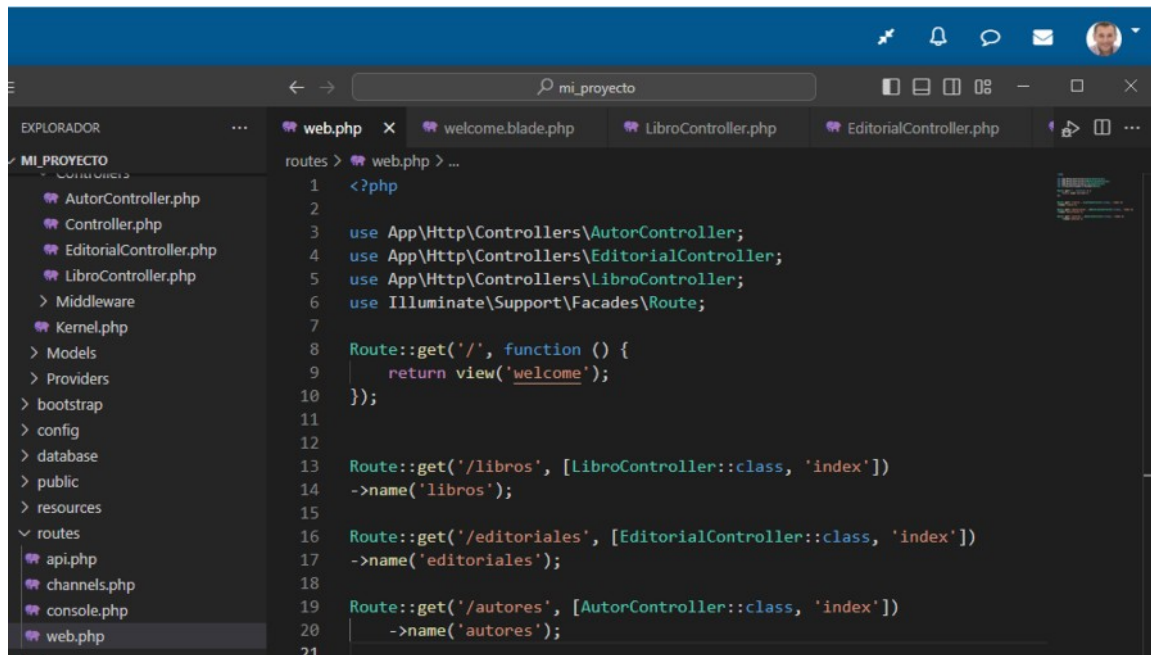 mi_proyecto
EXPLORADOR ...
MI_PROYECTO
Controllers
AutorController.php
Controller.php
EditorialController.php
LibroController.php
> Middleware
Kernel.php
> Models
> Providers
> bootstrap
> config
> database
> public
> resources
routes
api.php
channels.php
console.php
web.php
web.php X welcome.blade.php LibroController.php EditorialController.php ...
routes > web.php > ...
1 <?php
2
3 use App\Http\Controllers\AutorController;
4 use App\Http\Controllers\EditorialController;
5 use App\Http\Controllers\LibroController;
6 use Illuminate\Support\Facades\Route;
7
8 Route::get('/', function () {
9 return view('welcome');
10 });
11
12
13 Route::get('/libros', [LibroController::class, 'index'])
14 ->name('libros');
15
16 Route::get('/editoriales', [EditorialController::class, 'index'])
17 ->name('editoriales');
18
19 Route::get('/autores', [AutorController::class, 'index'])
20 ->name('autores');
21